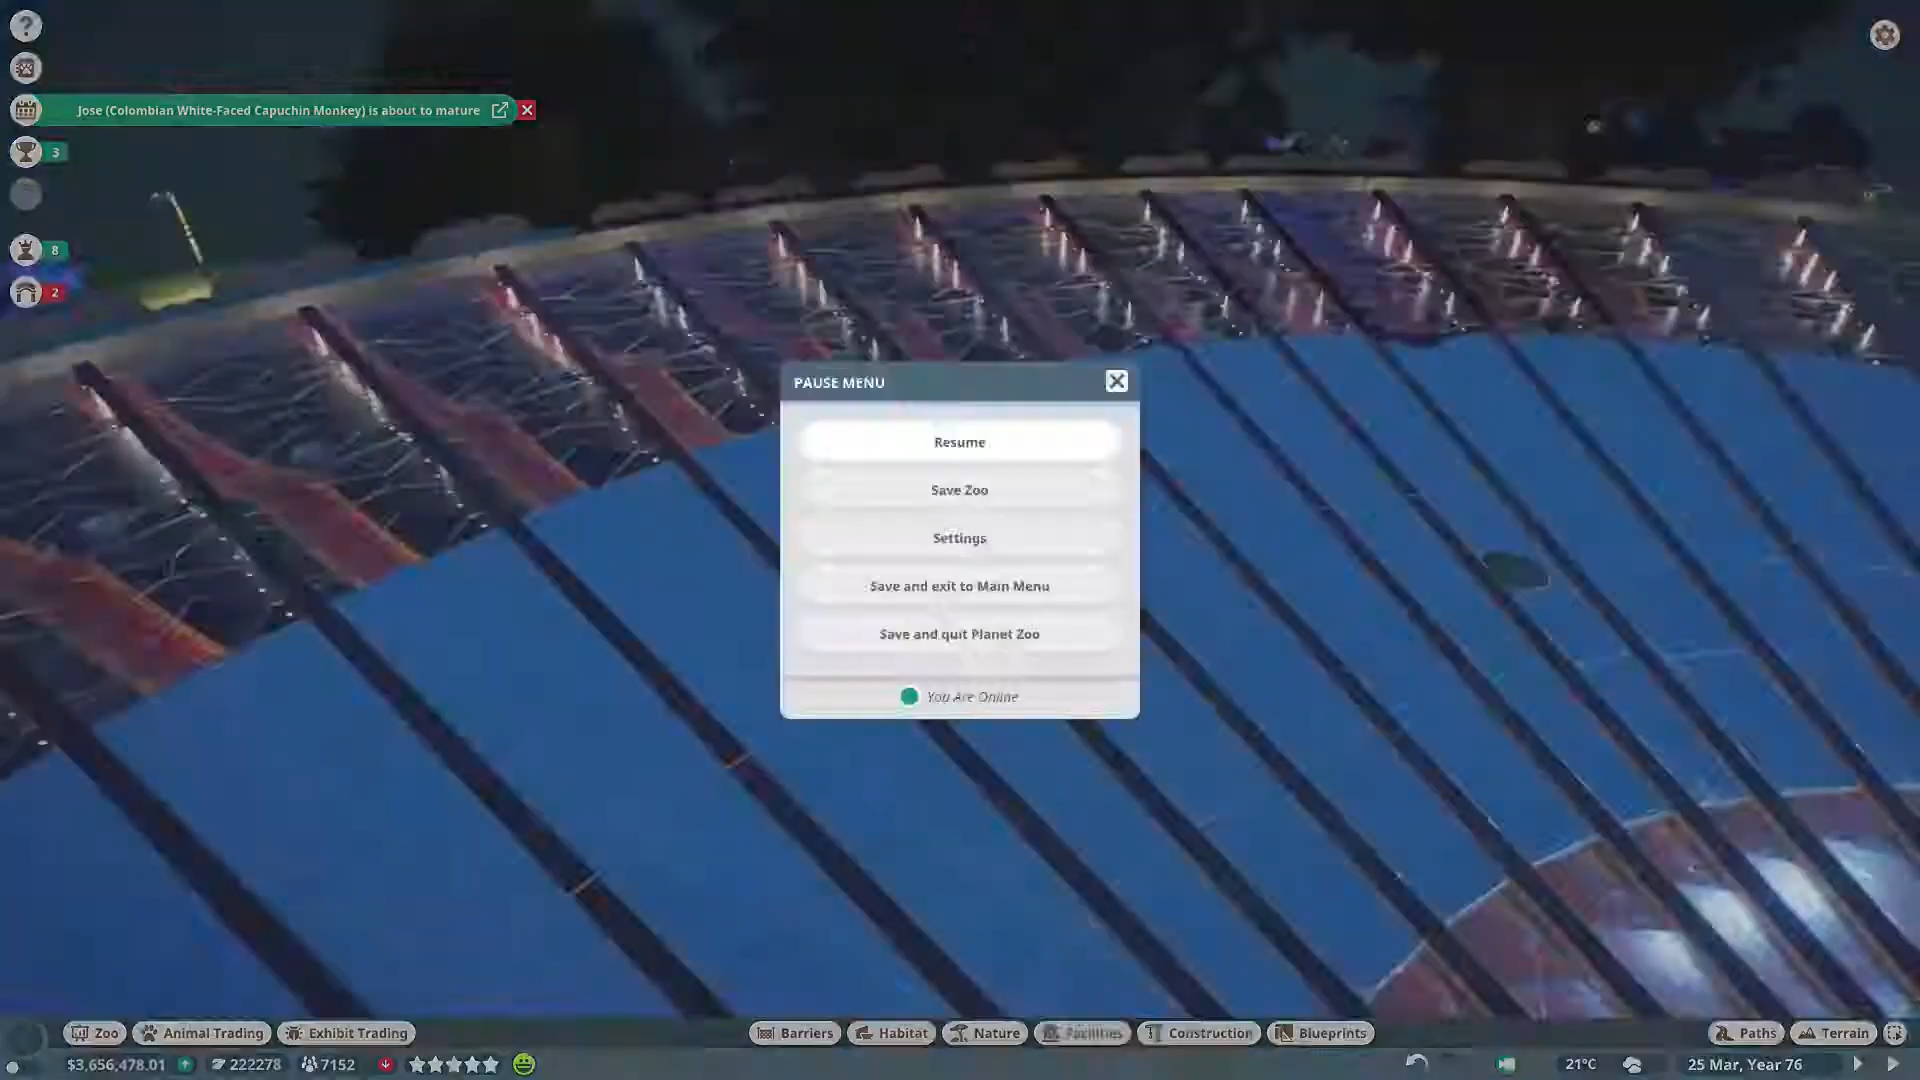 ?
Jose (Colombian White-Faced Capuchin Monkey) is about to mature
3
8
2
PAUSE MENU
Resume
Save Zoo
Settings
Save and exit to Main Menu
Save and quit Planet Zoo
You Are Online
Zoo
Animal Trading
Exhibit Trading
Barriers
Habitat
Nature
Facilities
Construction
Blueprints
Paths
Terrain
$3,656,478.01
222278
7152
21°C
25 Mar, Year 76